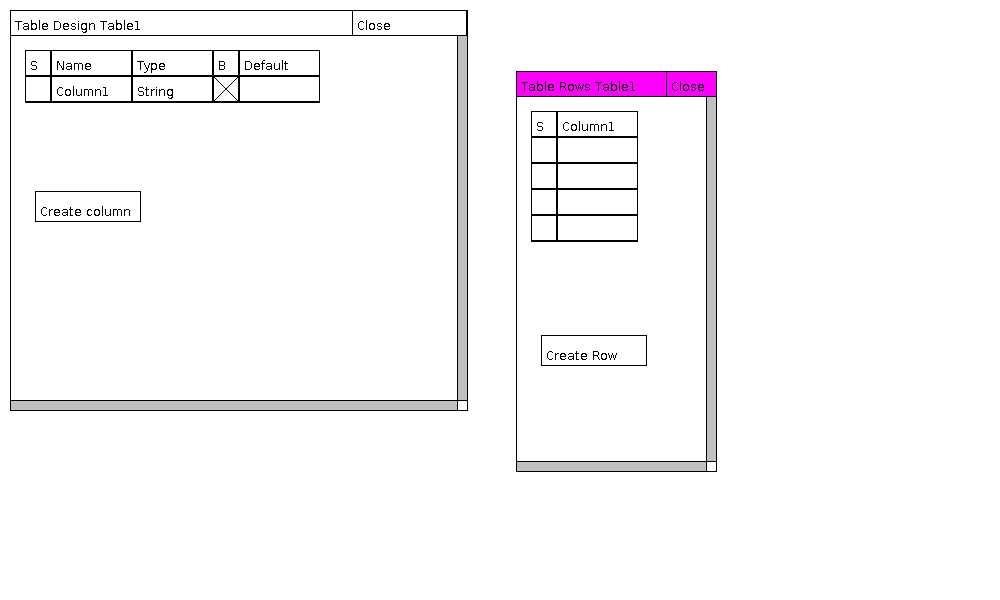 Table Design Table1 Close
S Name Type B Default
Column1 String
Create column
Table Rows Table1 Close
S Column1
Create Row